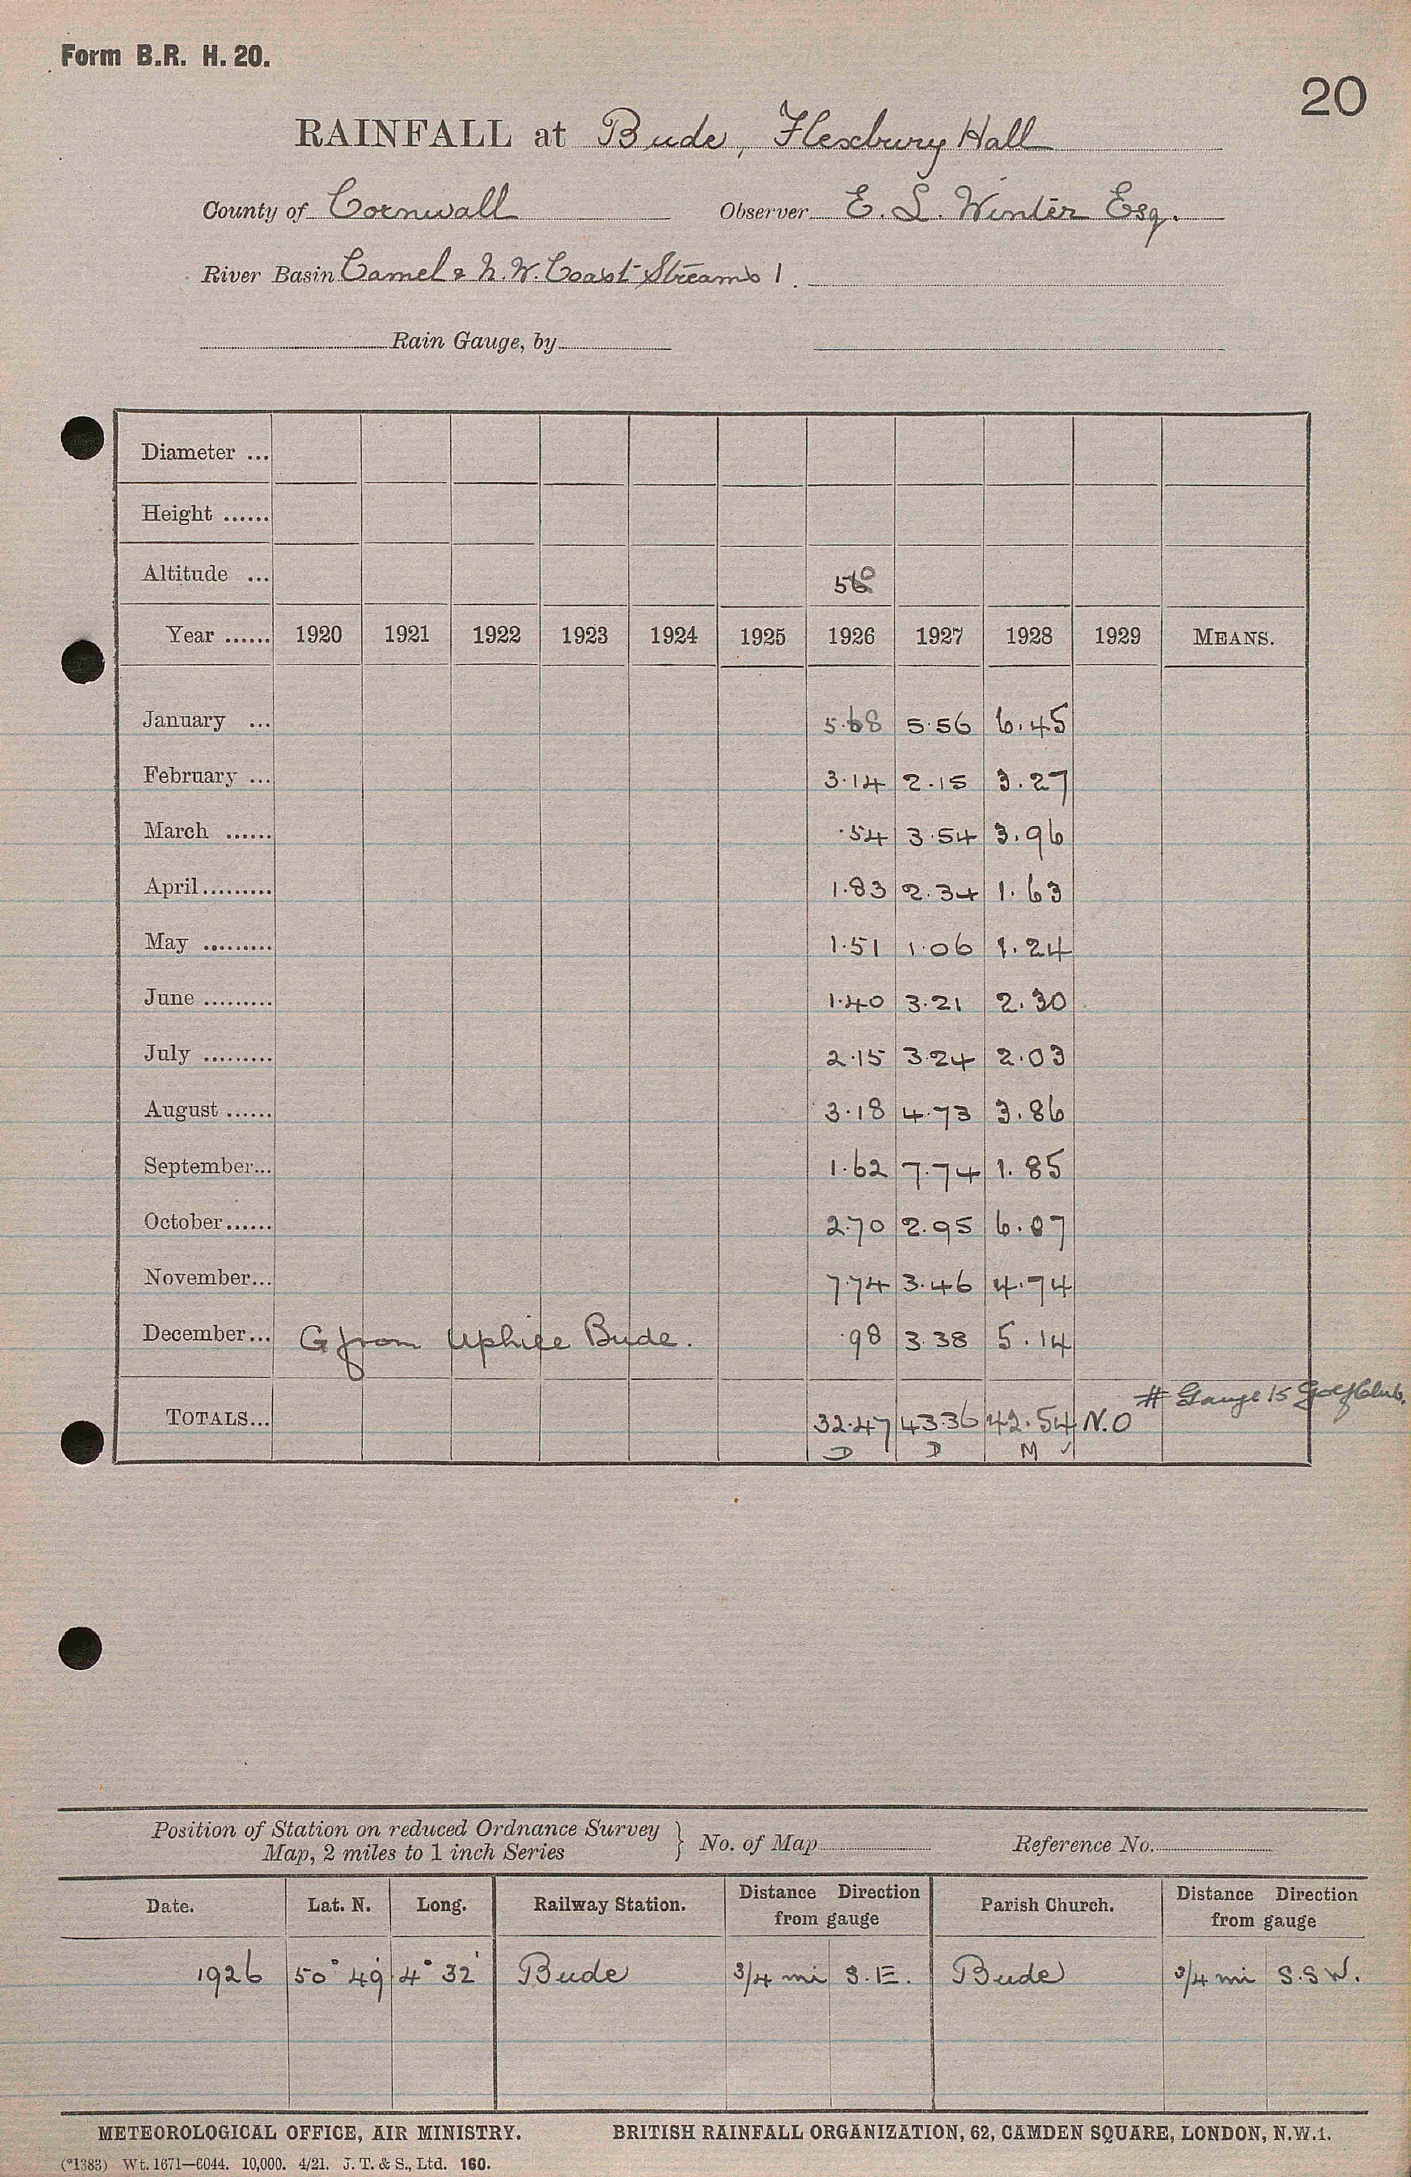 Form B.R. H. 20.
20
RAINFALL at Bude, Flexbury Hall
County of Cornwall Observer E. L. Winter Esq.
River Basin Camel & N.W. Coast Streams 1.
Rain Gauge, by
Diameter ...
Height ......
Altitude ... 50
Year ...... 1920 1921 1922 1923 1924 1925 1926 1927 1928 1929 MEANS.
January ... 5.68 5.56 6.45
February ... 3.14 2.15 3.27
March ...... .54 3.54 3.96
April ......... 1.83 2.34 1.63
May ......... 1.51 1.06 1.24
June ......... 1.40 3.21 2.30
July ......... 2.15 3.24 2.03
August ...... 3.18 4.73 3.86
September... 1.62 7.74 1.85
October ...... 2.70 2.95 6.07
November... 7.74 3.46 4.74
December... G from Uphill Bude. .98 3.38 5.14
# Gauge is Golf Club.
TOTALS... 32.47 43.36 42.54 N.O
D D M ✓
Position of Station on reduced Ordnance Survey
Map, 2 miles to 1 inch Series } No. of Map Reference No.
Date. Lat. N. Long. Railway Station. Distance Direction from gauge Parish Church. Distance Direction from gauge
1926 50° 49' 4° 32' Bude 3/4 mi S.E. Bude 3/4 mi S.S.W.
METEOROLOGICAL OFFICE, AIR MINISTRY. BRITISH RAINFALL ORGANIZATION, 62, CAMDEN SQUARE, LONDON, N.W.1.
(*1383) Wt. 1671—6044. 10,000. 4/21. J. T. & S., Ltd. 160.